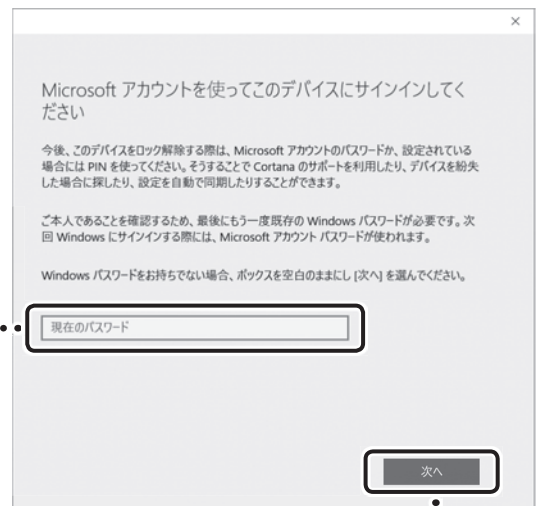 ×
Microsoft アカウントを使ってこのデバイスにサインインしてく
ださい
今後、このデバイスをロック解除する際は、Microsoft アカウントのパスワードか、設定されている
場合には PIN を使ってください。そうすることで Cortana のサポートを利用したり、デバイスを紛失
した場合に探したり、設定を自動で同期したりすることができます。
ご本人であることを確認するため、最後にもう一度既存の Windows パスワードが必要です。次
回 Windows にサインインする際には、Microsoft アカウント パスワードが使われます。
Windows パスワードをお持ちでない場合、ボックスを空白のままにし [次へ] を選んでください。
現在のパスワード
次へ